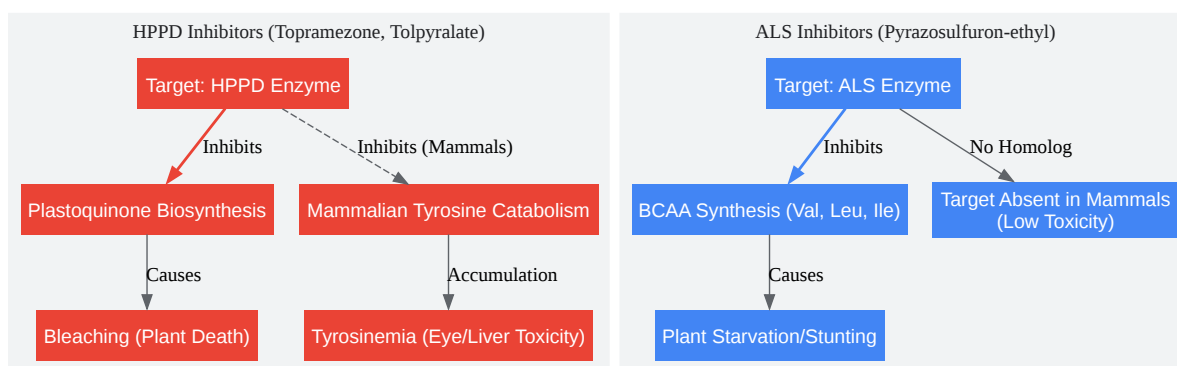 HPPD Inhibitors (Topramezone, Tolpyralate)
Target: HPPD Enzyme
Inhibits
Inhibits (Mammals)
Plastoquinone Biosynthesis
Mammalian Tyrosine Catabolism
Causes
Accumulation
Bleaching (Plant Death)
Tyrosinemia (Eye/Liver Toxicity)
ALS Inhibitors (Pyrazosulfuron-ethyl)
Target: ALS Enzyme
Inhibits
No Homolog
BCAA Synthesis (Val, Leu, Ile)
Target Absent in Mammals
(Low Toxicity)
Causes
Plant Starvation/Stunting